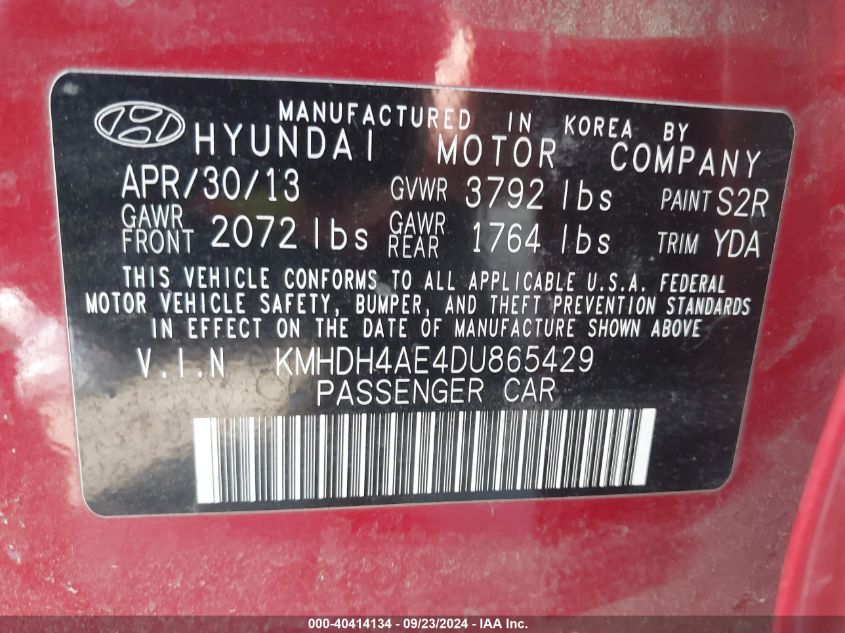 MANUFACTURED IN KOREA BY
HYUNDAI MOTOR COMPANY
APR/30/13 GVWR 3792 lbs PAINT S2R
GAWR FRONT 2072 lbs GAWR REAR 1764 lbs TRIM YDA
THIS VEHICLE CONFORMS TO ALL APPLICABLE U.S.A. FEDERAL
MOTOR VEHICLE SAFETY, BUMPER, AND THEFT PREVENTION STANDARDS
IN EFFECT ON THE DATE OF MANUFACTURE SHOWN ABOVE
V.I.N KMHDH4AE4DU865429
PASSENGER CAR
000-40414134 - 09/23/2024 - IAA Inc.